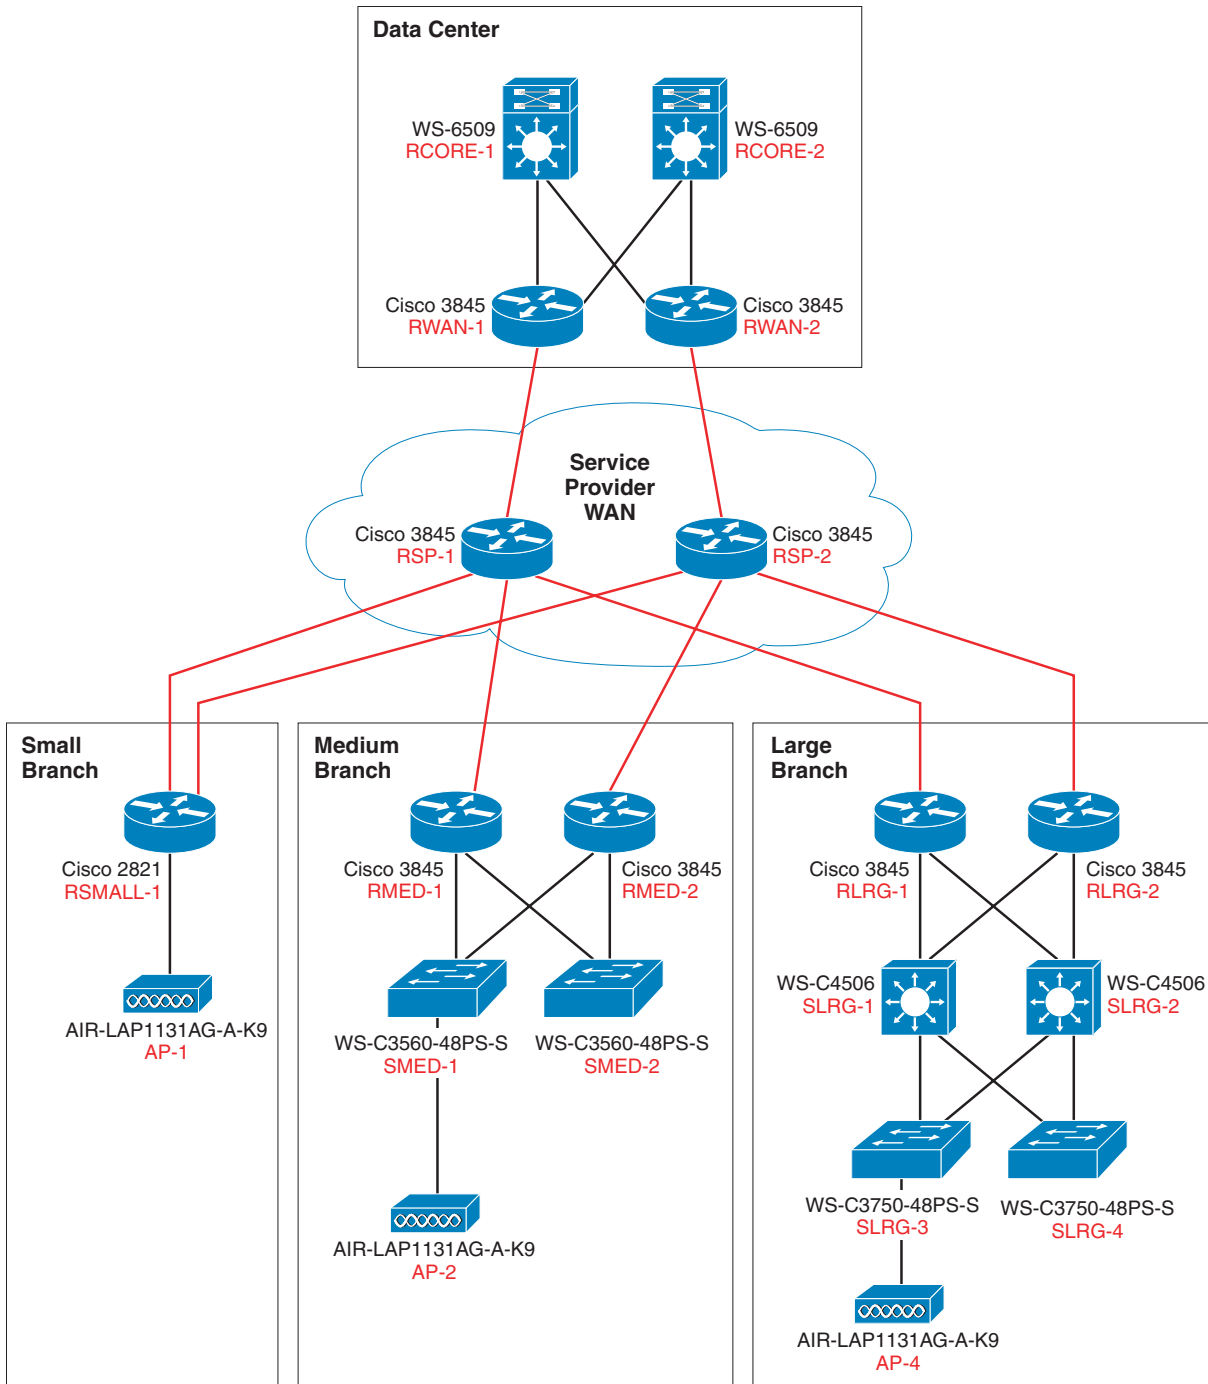 Data Center
WS-6509
RCORE-1
WS-6509
RCORE-2
Cisco 3845
RWAN-1
Cisco 3845
RWAN-2
Service
Provider
WAN
Cisco 3845
RSP-1
Cisco 3845
RSP-2
Small
Branch
Cisco 2821
RSMALL-1
AIR-LAP1131AG-A-K9
AP-1
Medium
Branch
Cisco 3845
RMED-1
Cisco 3845
RMED-2
WS-C3560-48PS-S
SMED-1
WS-C3560-48PS-S
SMED-2
AIR-LAP1131AG-A-K9
AP-2
Large
Branch
Cisco 3845
RLRG-1
Cisco 3845
RLRG-2
WS-C4506
SLRG-1
WS-C4506
SLRG-2
WS-C3750-48PS-S
SLRG-3
WS-C3750-48PS-S
SLRG-4
AIR-LAP1131AG-A-K9
AP-4